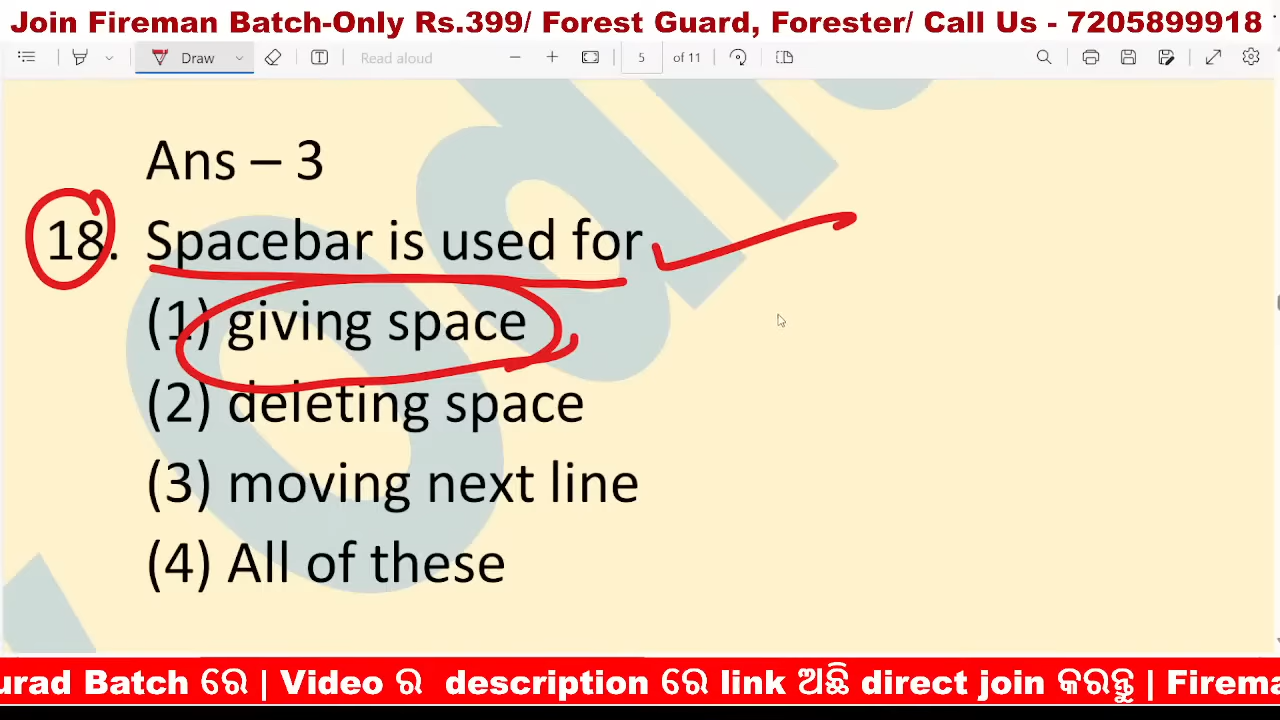 Join Fireman Batch-Only Rs.399/ Forest Guard, Forester/ Call Us - 7205899918
Draw
Read aloud
5 of 11
Ans – 3
18. Spacebar is used for
(1) giving space
(2) deleting space
(3) moving next line
(4) All of these
urad Batch ରେ | Video ର description ରେ link ଅଛି direct join କରନ୍ତୁ | Firema